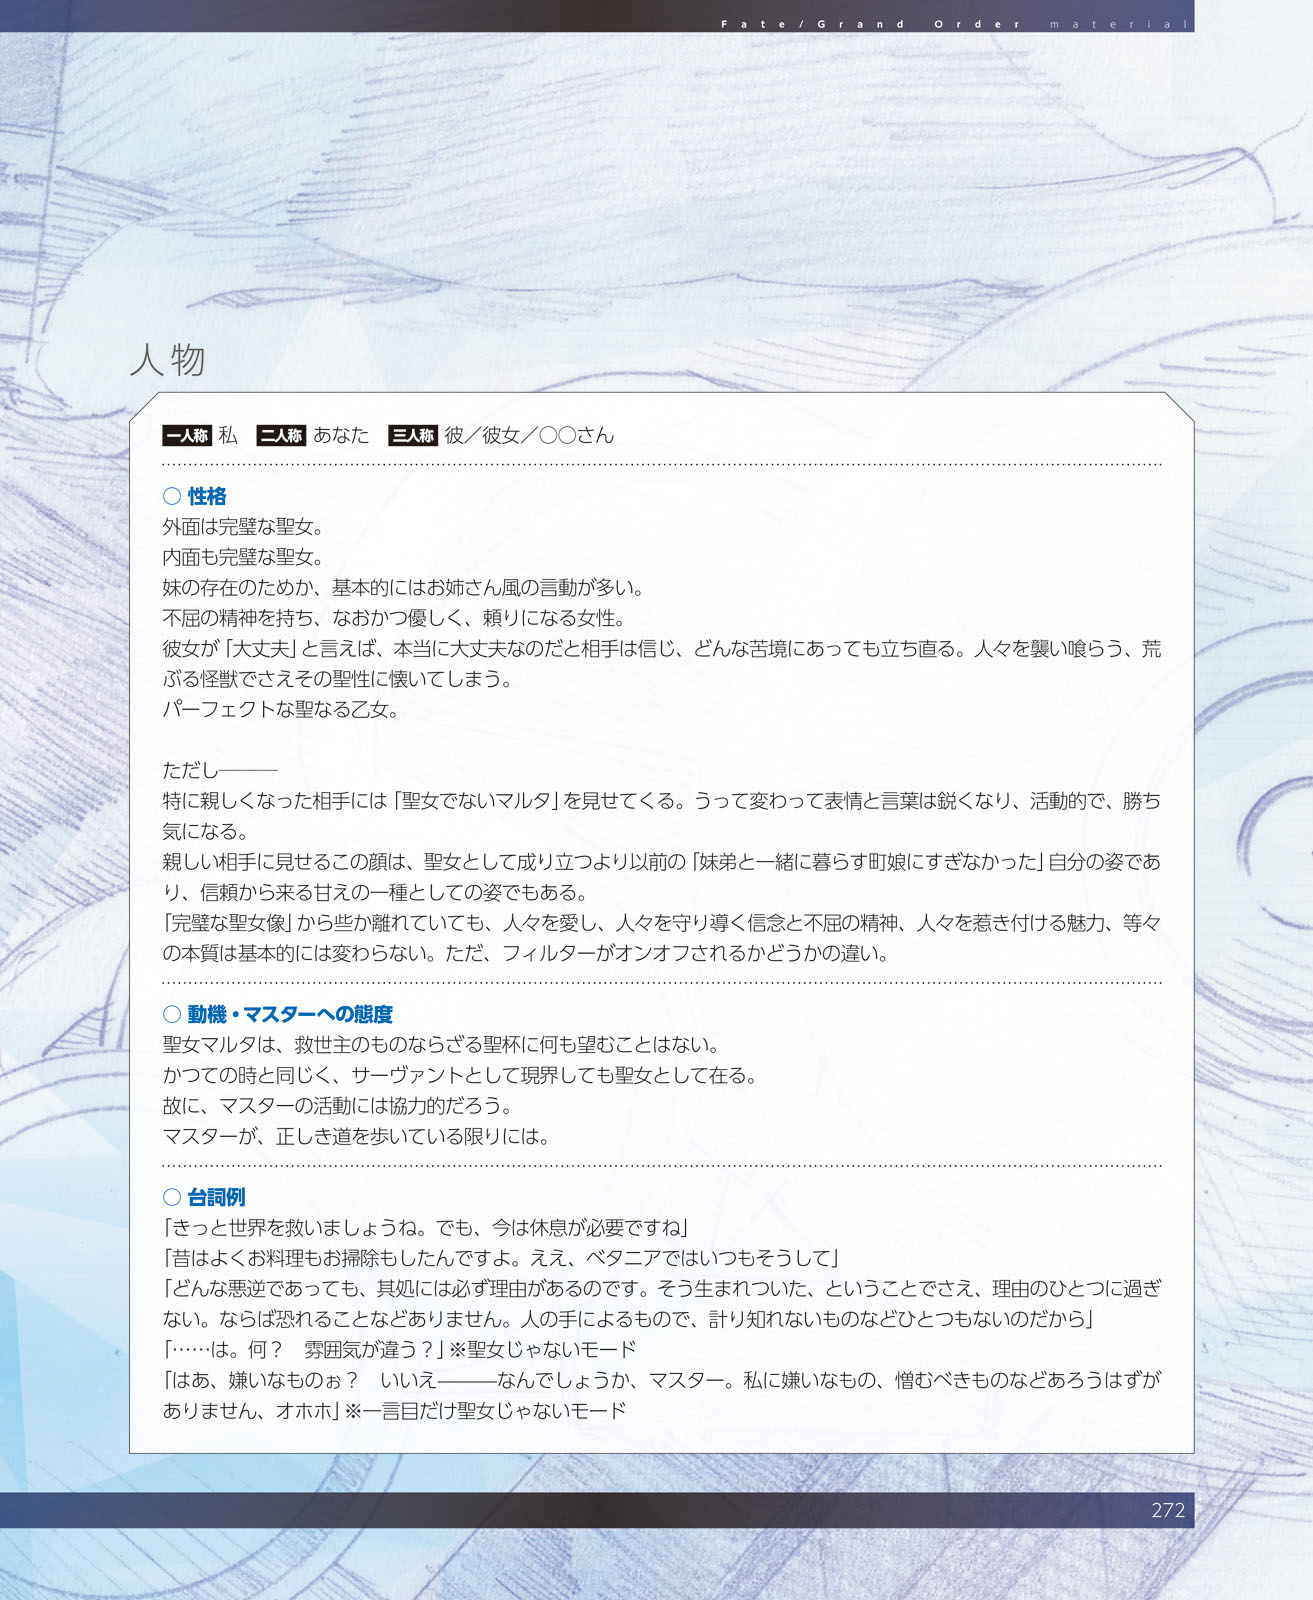 Fate/Grand Order material
人物
一人称 私 二人称 あなた 三人称 彼／彼女／○○さん
○ 性格
外面は完璧な聖女。
内面も完璧な聖女。
妹の存在のためか、基本的にはお姉さん風の言動が多い。
不屈の精神を持ち、なおかつ優しく、頼りになる女性。
彼女が「大丈夫」と言えば、本当に大丈夫なのだと相手は信じ、どんな苦境にあっても立ち直る。人々を襲い喰らう、荒
ぶる怪獣でさえその聖性に懐いてしまう。
パーフェクトな聖なる乙女。
ただし―――
特に親しくなった相手には「聖女でないマルタ」を見せてくる。うって変わって表情と言葉は鋭くなり、活動的で、勝ち
気になる。
親しい相手に見せるこの顔は、聖女として成り立つより以前の「妹弟と一緒に暮らす町娘にすぎなかった」自分の姿であ
り、信頼から来る甘えの一種としての姿でもある。
「完璧な聖女像」から些か離れていても、人々を愛し、人々を守り導く信念と不屈の精神、人々を惹き付ける魅力、等々
の本質は基本的には変わらない。ただ、フィルターがオンオフされるかどうかの違い。
○ 動機・マスターへの態度
聖女マルタは、救世主のものならざる聖杯に何も望むことはない。
かつての時と同じく、サーヴァントとして現界しても聖女として在る。
故に、マスターの活動には協力的だろう。
マスターが、正しき道を歩いている限りには。
○ 台詞例
「きっと世界を救いましょうね。でも、今は休息が必要ですね」
「昔はよくお料理もお掃除もしたんですよ。ええ、ベタニアではいつもそうして」
「どんな悪逆であっても、其処には必ず理由があるのです。そう生まれついた、ということでさえ、理由のひとつに過ぎ
ない。ならば恐れることなどありません。人の手によるもので、計り知れないものなどひとつもないのだから」
「……は。何？　雰囲気が違う？」※聖女じゃないモード
「はあ、嫌いなものぉ？　いいえ―――なんでしょうか、マスター。私に嫌いなもの、憎むべきものなどあろうはずが
ありません、オホホ」※一言目だけ聖女じゃないモード
272